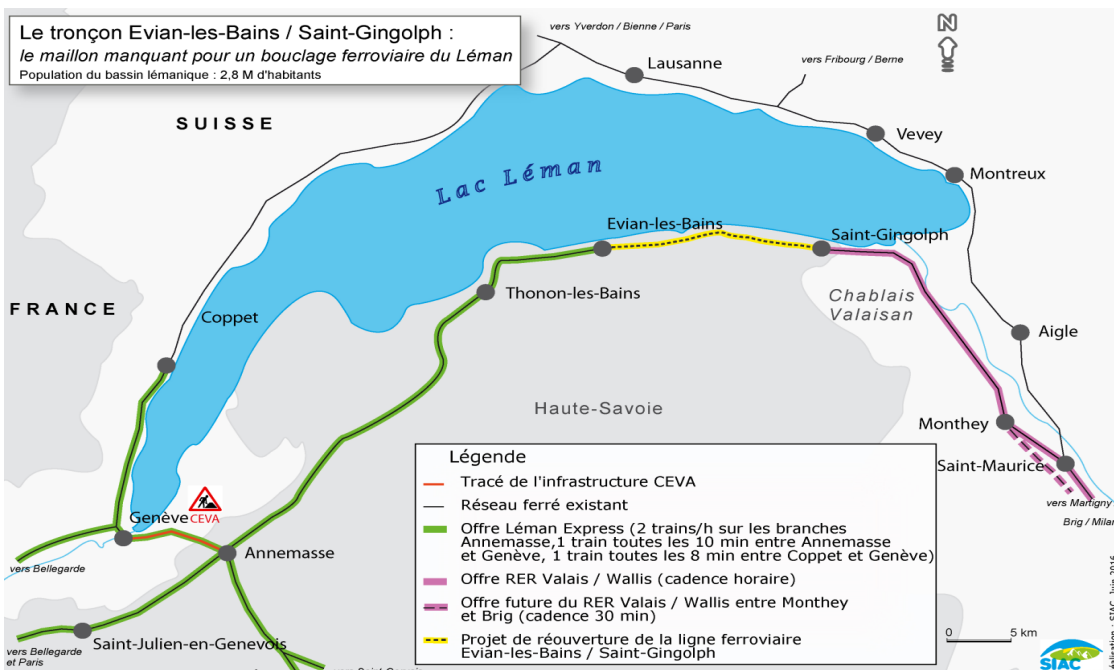 Le tronçon Evian-les-Bains / Saint-Gingolph :
le maillon manquant pour un bouclage ferroviaire du Léman
Population du bassin lémanique : 2,8 M d'habitants
vers Yverdon / Bienne / Paris
N
Lausanne
vers Fribourg / Berne
SUISSE
Vevey
Montreux
Lac Léman
Evian-les-Bains
Saint-Gingolph
Thonon-les-Bains
Chablais
Valaisan
FRANCE
Coppet
Aigle
Haute-Savoie
Monthey
Saint-Maurice
vers Martigny
Brig / Milan
Genève
CEVA
Annemasse
vers Bellegarde
Saint-Julien-en-Genevois
vers Bellegarde
et Paris
Légende
Tracé de l'infrastructure CEVA
Réseau ferré existant
Offre Léman Express (2 trains/h sur les branches
Annemasse,1 train toutes les 10 min entre Annemasse
et Genève, 1 train toutes les 8 min entre Coppet et Genève)
Offre RER Valais / Wallis (cadence horaire)
Offre future du RER Valais / Wallis entre Monthey
et Brig (cadence 30 min)
Projet de réouverture de la ligne ferroviaire
Evian-les-Bains / Saint-Gingolph
0 5 km
SIAC
: SIAC, Juin 2016